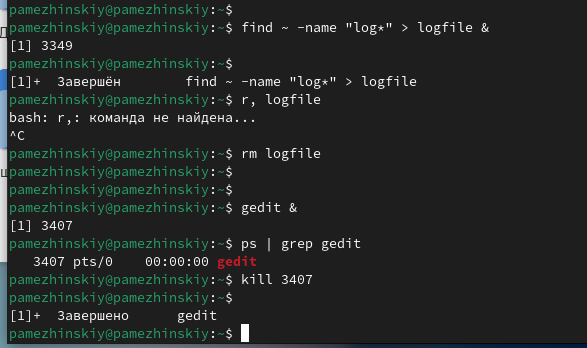 pamezhinskiy@pamezhinskiy:~$
pamezhinskiy@pamezhinskiy:~$ find ~ -name "log*" > logfile &
[1] 3349
pamezhinskiy@pamezhinskiy:~$
[1]+  Завершён        find ~ -name "log*" > logfile
pamezhinskiy@pamezhinskiy:~$ r, logfile
bash: r,: команда не найдена...
^C
pamezhinskiy@pamezhinskiy:~$ rm logfile
pamezhinskiy@pamezhinskiy:~$
pamezhinskiy@pamezhinskiy:~$
pamezhinskiy@pamezhinskiy:~$ gedit &
[1] 3407
pamezhinskiy@pamezhinskiy:~$ ps | grep gedit
   3407 pts/0    00:00:00 gedit
pamezhinskiy@pamezhinskiy:~$ kill 3407
pamezhinskiy@pamezhinskiy:~$
[1]+  Завершено      gedit
pamezhinskiy@pamezhinskiy:~$